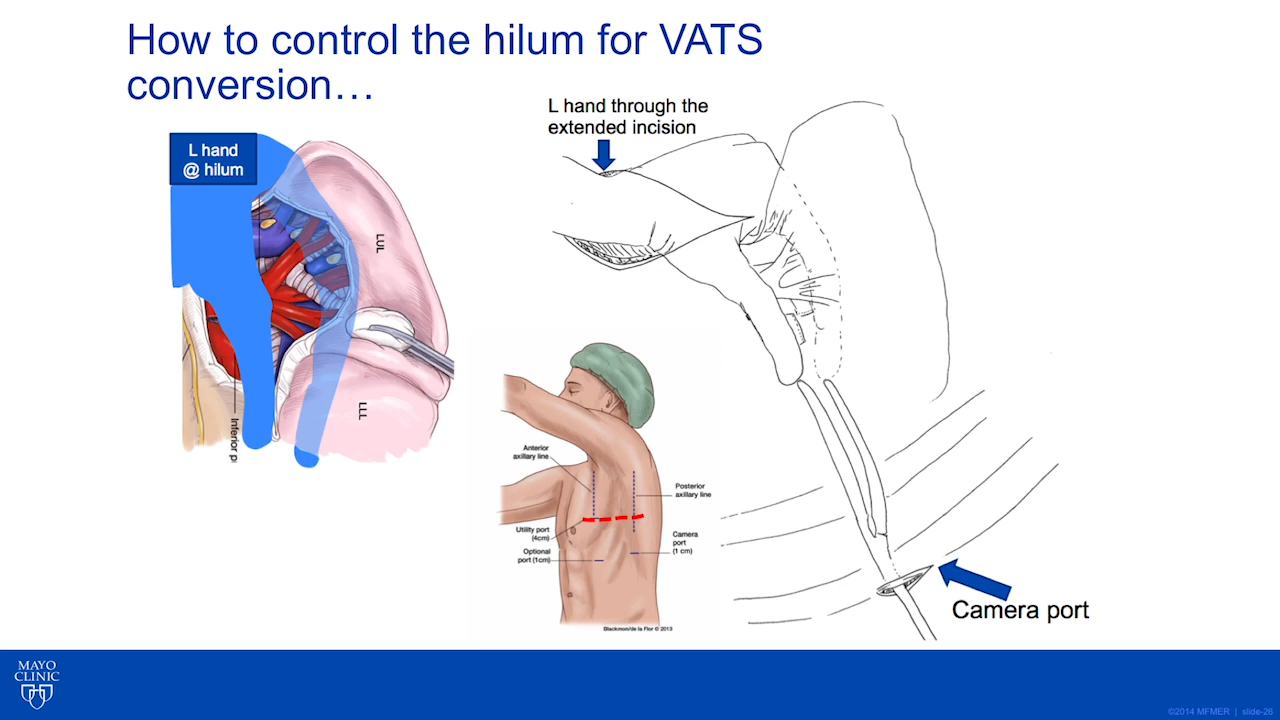 How to control the hilum for VATS
conversion…
L hand through the
extended incision
L hand
@ hilum
LUL
LLL
Inferior p
Anterior
axillary line
Posterior
axillary line
Utility port
(4cm)
Optional
port (1cm)
Camera
port
(1 cm)
Blackmon/de la Flor © 2013
Camera port
MAYO
CLINIC
©2014 MFMER | slide-26